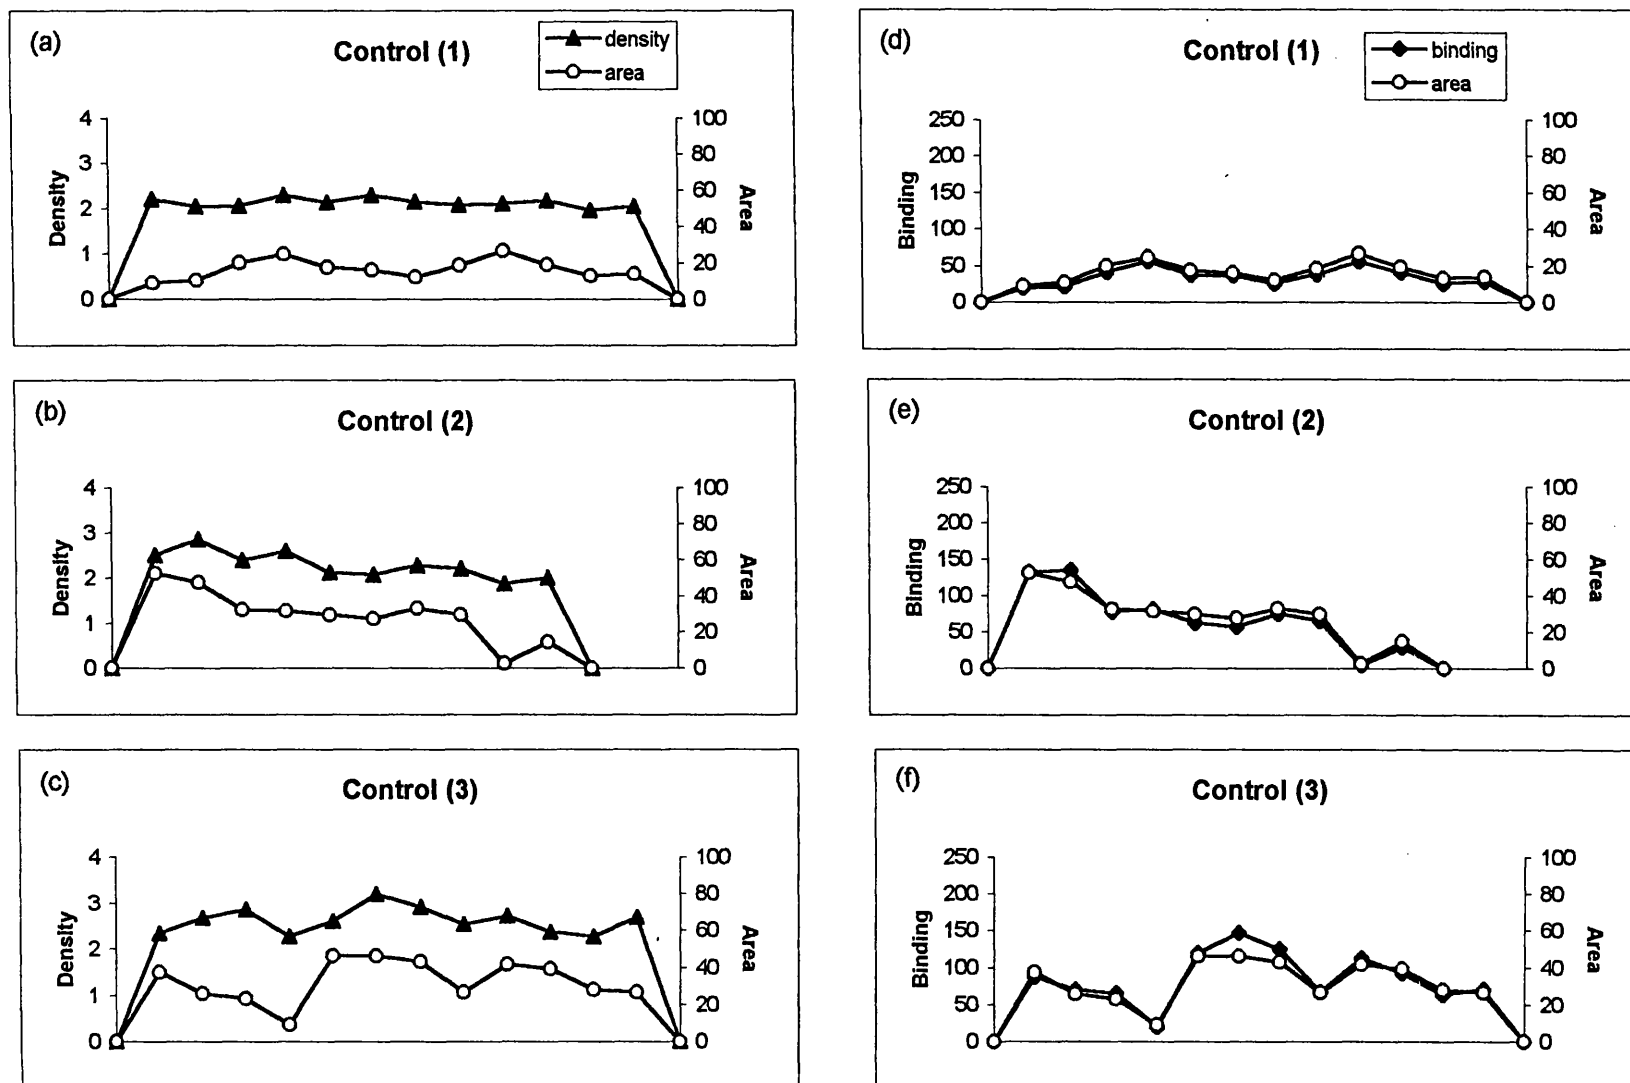 (a)
Control (1)
density
area
4
3
2
1
0
Density
100
80
60
40
20
0
Area
(d)
Control (1)
binding
area
250
200
150
100
50
0
Binding
100
80
60
40
20
0
Area
(b)
Control (2)
4
3
2
1
0
Density
100
80
60
40
20
0
Area
(e)
Control (2)
250
200
150
100
50
0
Binding
100
80
60
40
20
0
Area
(c)
Control (3)
4
3
2
1
0
Density
100
80
60
40
20
0
Area
(f)
Control (3)
250
200
150
100
50
0
Binding
100
80
60
40
20
0
Area